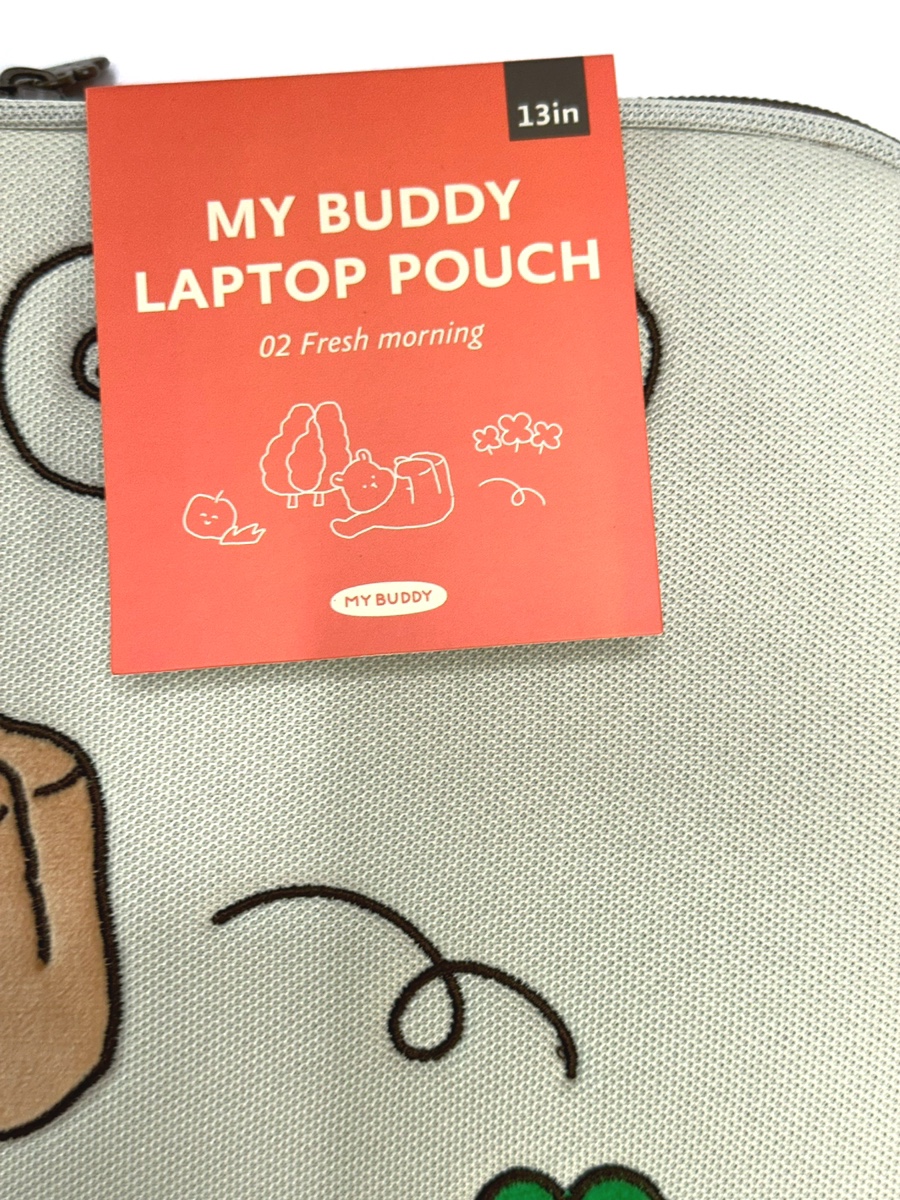 13in
MY BUDDY
LAPTOP POUCH
02 Fresh morning
MY BUDDY